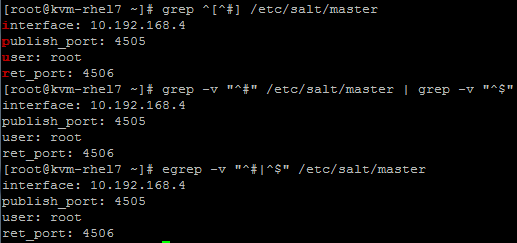 [root@kvm-rhel7 ~]# grep ^[^#] /etc/salt/master
interface: 10.192.168.4
publish_port: 4505
user: root
ret_port: 4506
[root@kvm-rhel7 ~]# grep -v "^#" /etc/salt/master | grep -v "^$"
interface: 10.192.168.4
publish_port: 4505
user: root
ret_port: 4506
[root@kvm-rhel7 ~]# egrep -v "^#|^$" /etc/salt/master
interface: 10.192.168.4
publish_port: 4505
user: root
ret_port: 4506